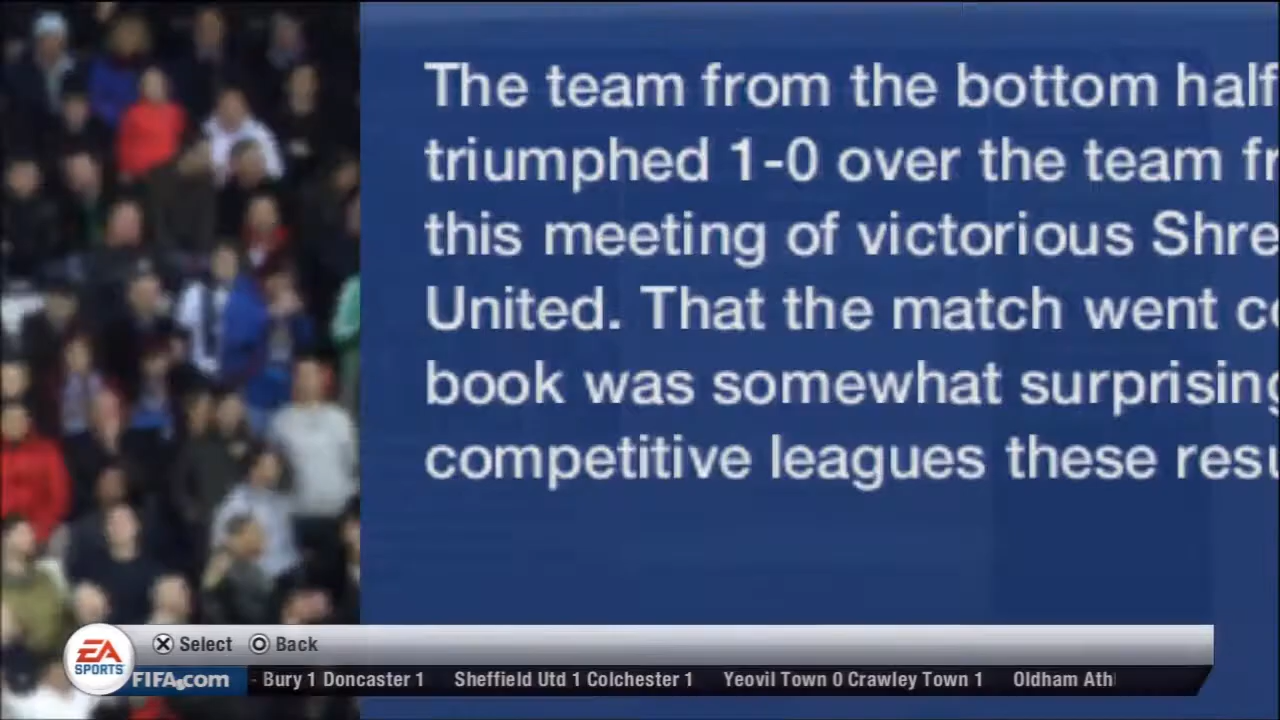 The team from the bottom half
triumphed 1-0 over the team fr
this meeting of victorious Shre
United. That the match went co
book was somewhat surprising
competitive leagues these resu
Select Back
EA
SPORTS
FIFA.com - Bury 1 Doncaster 1 Sheffield Utd 1 Colchester 1 Yeovil Town 0 Crawley Town 1 Oldham Ath